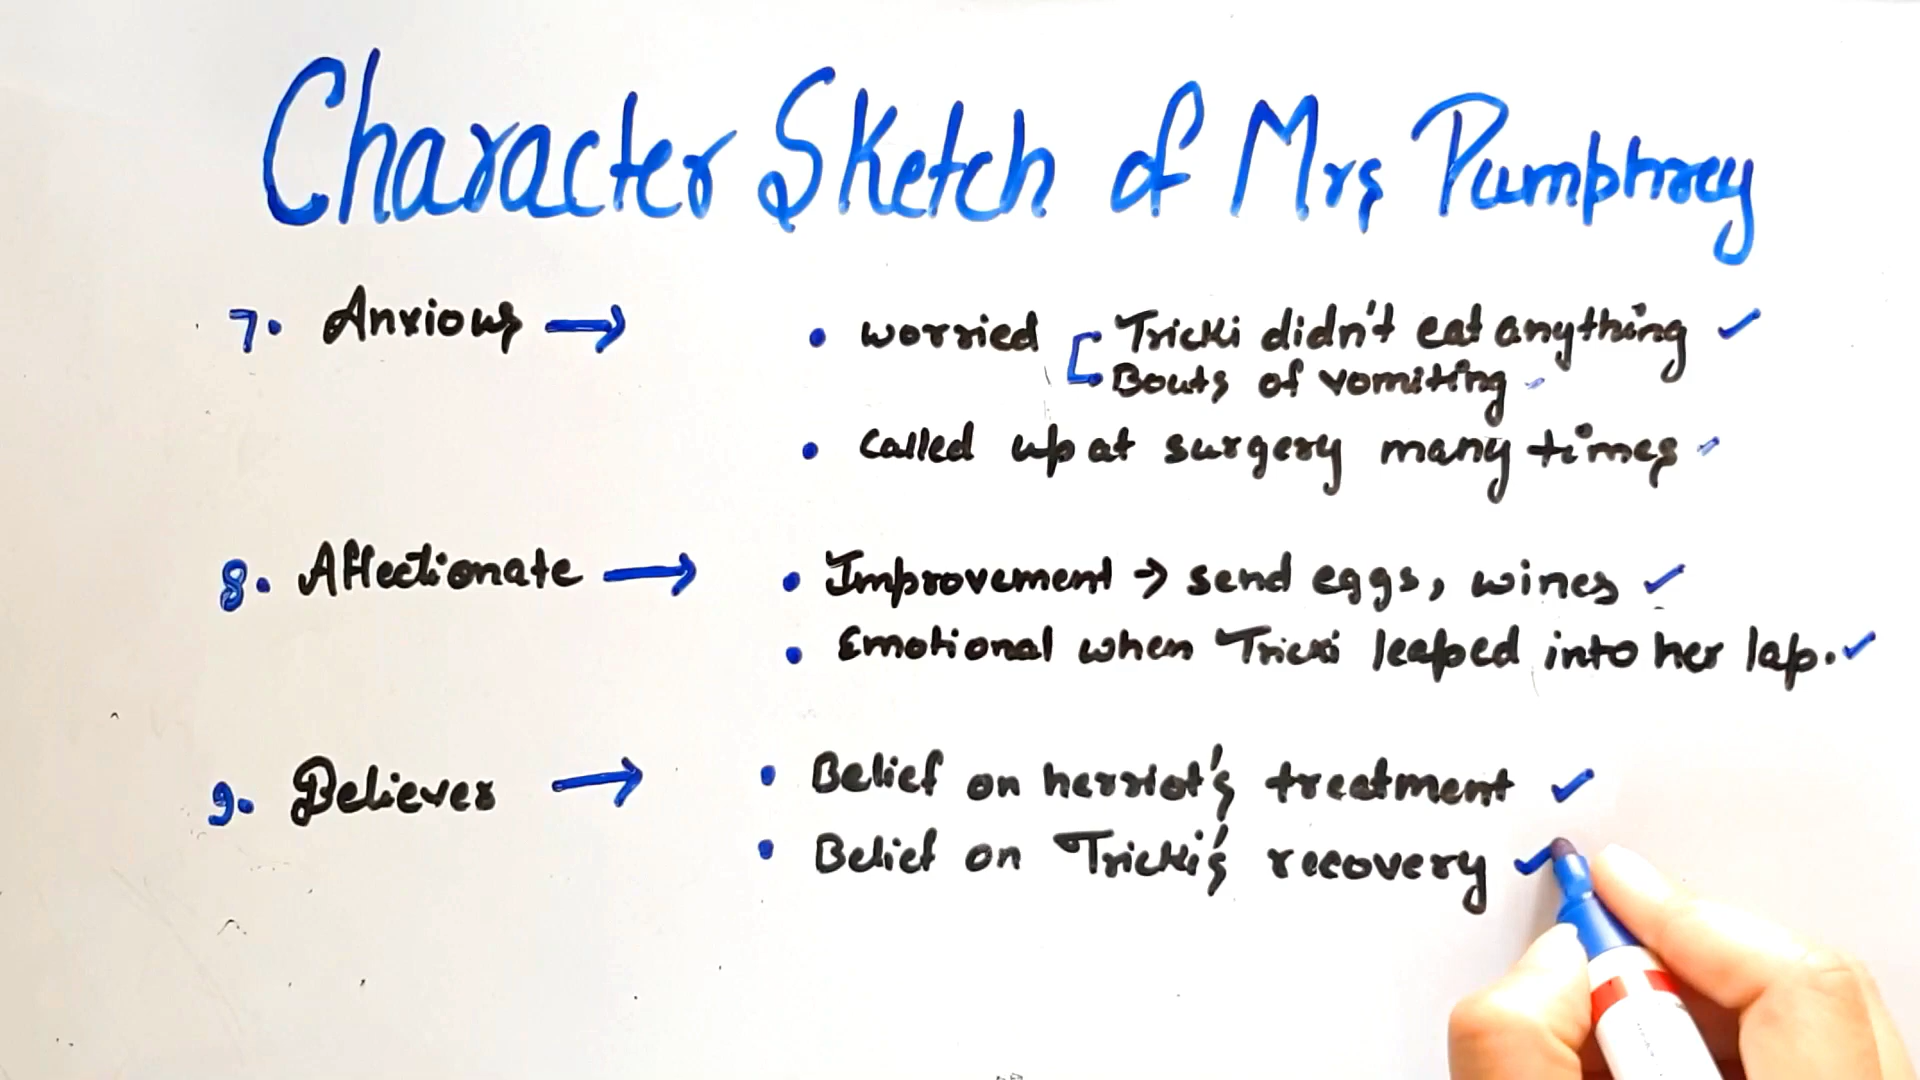 Character Sketch of Mrs Pumphrey
7. Anxious → • worried Tricki didn't eat anything ✓
Bouts of vomiting
• Called up at surgery many times
8. Affectionate → • Improvement → send eggs, wines ✓
• Emotional when Tricki leaped into her lap. ✓
9. Believer → • Belief on herriot's treatment ✓
• Belief on Tricki's recovery ✓